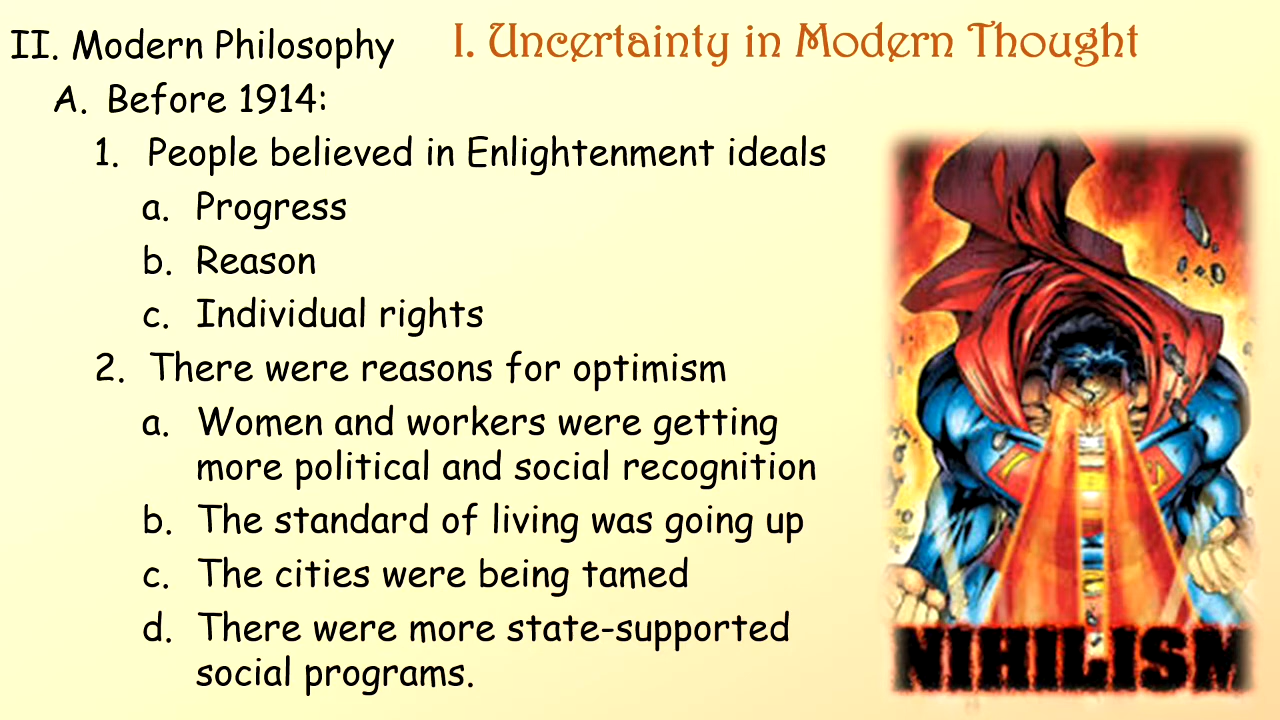 I. Uncertainty in Modern Thought
II. Modern Philosophy
A. Before 1914:
1. People believed in Enlightenment ideals
a. Progress
b. Reason
c. Individual rights
2. There were reasons for optimism
a. Women and workers were getting
more political and social recognition
b. The standard of living was going up
c. The cities were being tamed
d. There were more state-supported
social programs.
NIHILISM